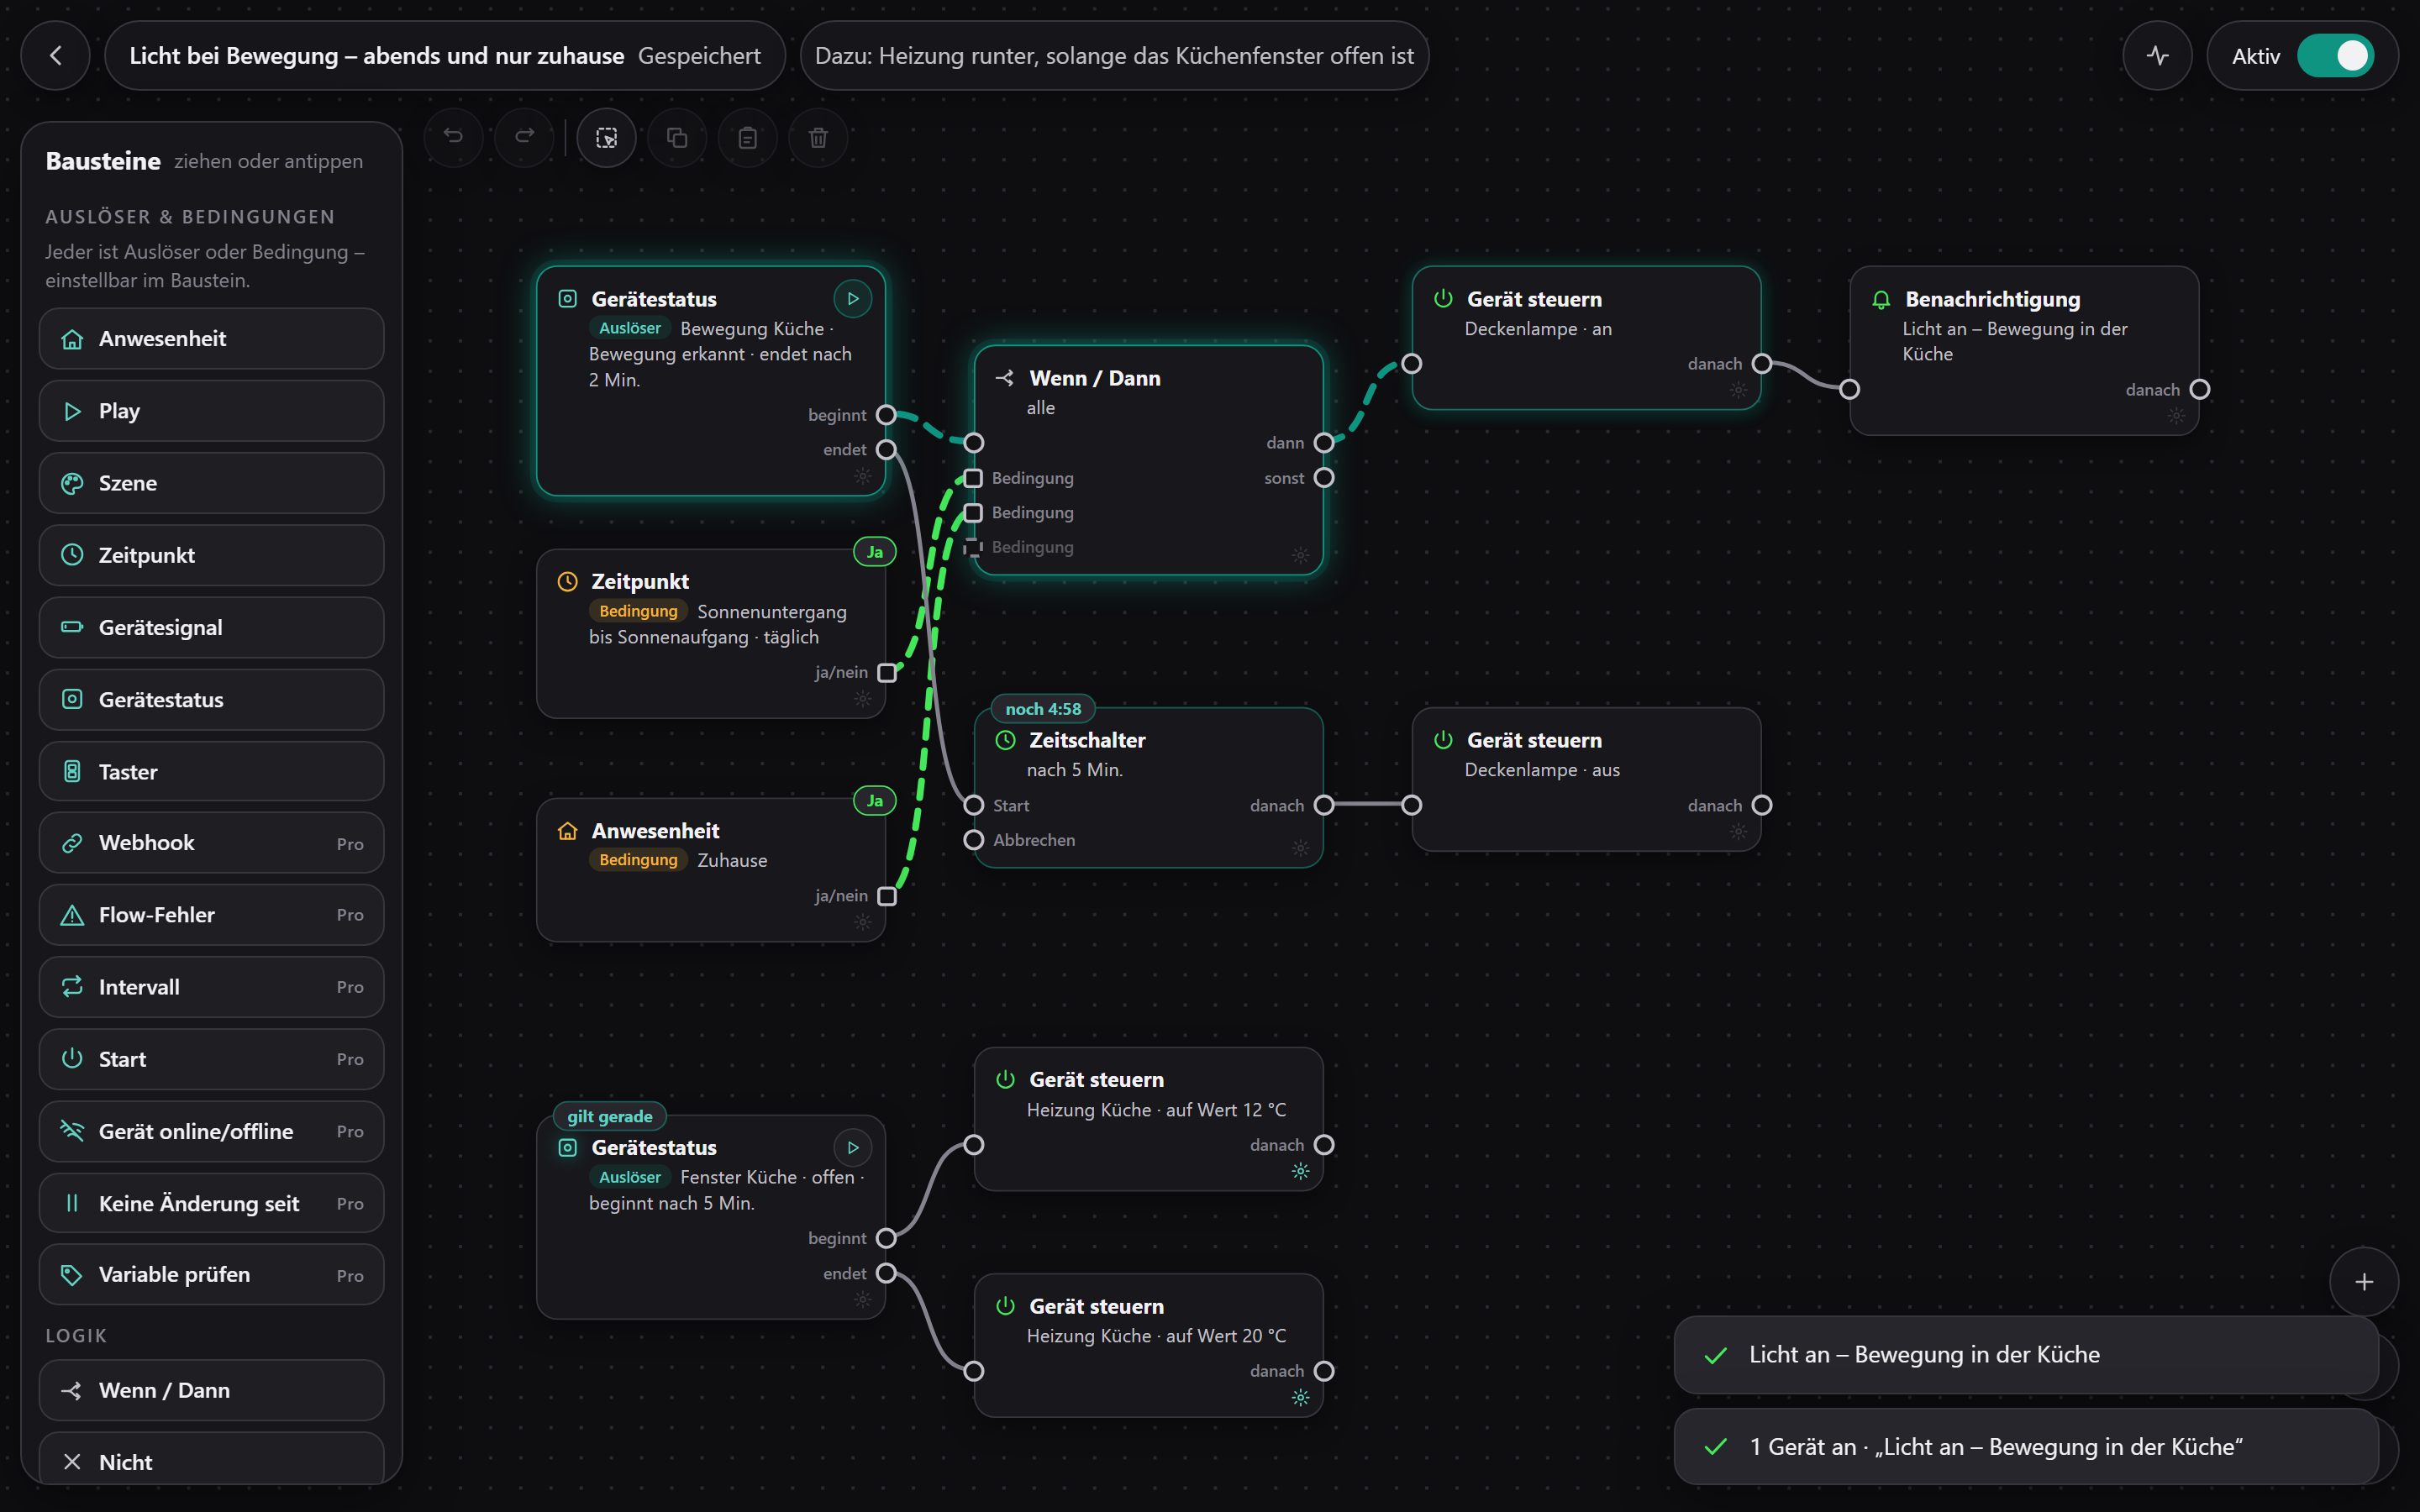 Licht bei Bewegung – abends und nur zuhause Gespeichert
Dazu: Heizung runter, solange das Küchenfenster offen ist
Aktiv
Bausteine ziehen oder antippen
AUSLÖSER & BEDINGUNGEN
Jeder ist Auslöser oder Bedingung –
einstellbar im Baustein.
Anwesenheit
Play
Szene
Zeitpunkt
Gerätesignal
Gerätestatus
Taster
Webhook Pro
Flow-Fehler Pro
Intervall Pro
Start Pro
Gerät online/offline Pro
Keine Änderung seit Pro
Variable prüfen Pro
LOGIK
Wenn / Dann
Nicht
Gerätestatus
Auslöser Bewegung Küche ·
Bewegung erkannt · endet nach
2 Min.
beginnt
endet
Ja
Zeitpunkt
Bedingung Sonnenuntergang
bis Sonnenaufgang · täglich
ja/nein
Ja
Anwesenheit
Bedingung Zuhause
ja/nein
Wenn / Dann
alle
dann
Bedingung sonst
Bedingung
Bedingung
Gerät steuern
Deckenlampe · an
danach
Benachrichtigung
Licht an – Bewegung in der
Küche
danach
noch 4:58
Zeitschalter
nach 5 Min.
Start danach
Abbrechen
Gerät steuern
Deckenlampe · aus
danach
gilt gerade
Gerätestatus
Auslöser Fenster Küche · offen ·
beginnt nach 5 Min.
beginnt
endet
Gerät steuern
Heizung Küche · auf Wert 12 °C
danach
Gerät steuern
Heizung Küche · auf Wert 20 °C
danach
Licht an – Bewegung in der Küche
1 Gerät an · „Licht an – Bewegung in der Küche“